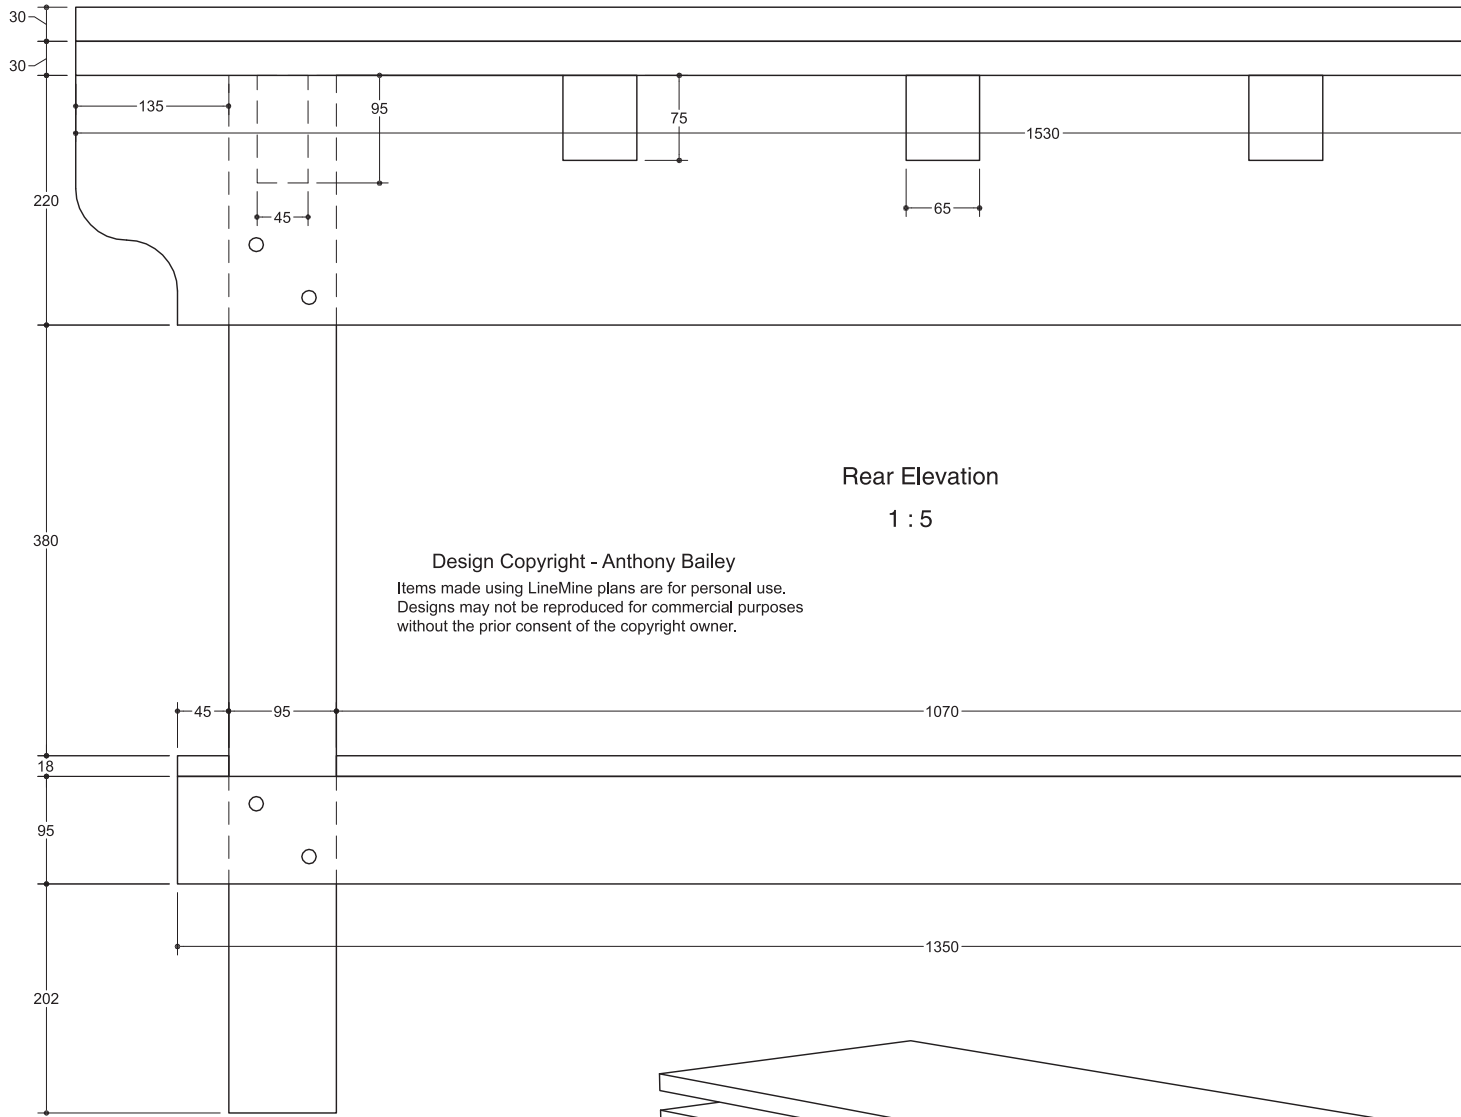 30
30
135
95
75
1530
220
45
65
Rear Elevation
1 : 5
380
Design Copyright - Anthony Bailey
Items made using LineMine plans are for personal use.
Designs may not be reproduced for commercial purposes
without the prior consent of the copyright owner.
45
95
1070
18
95
1350
202